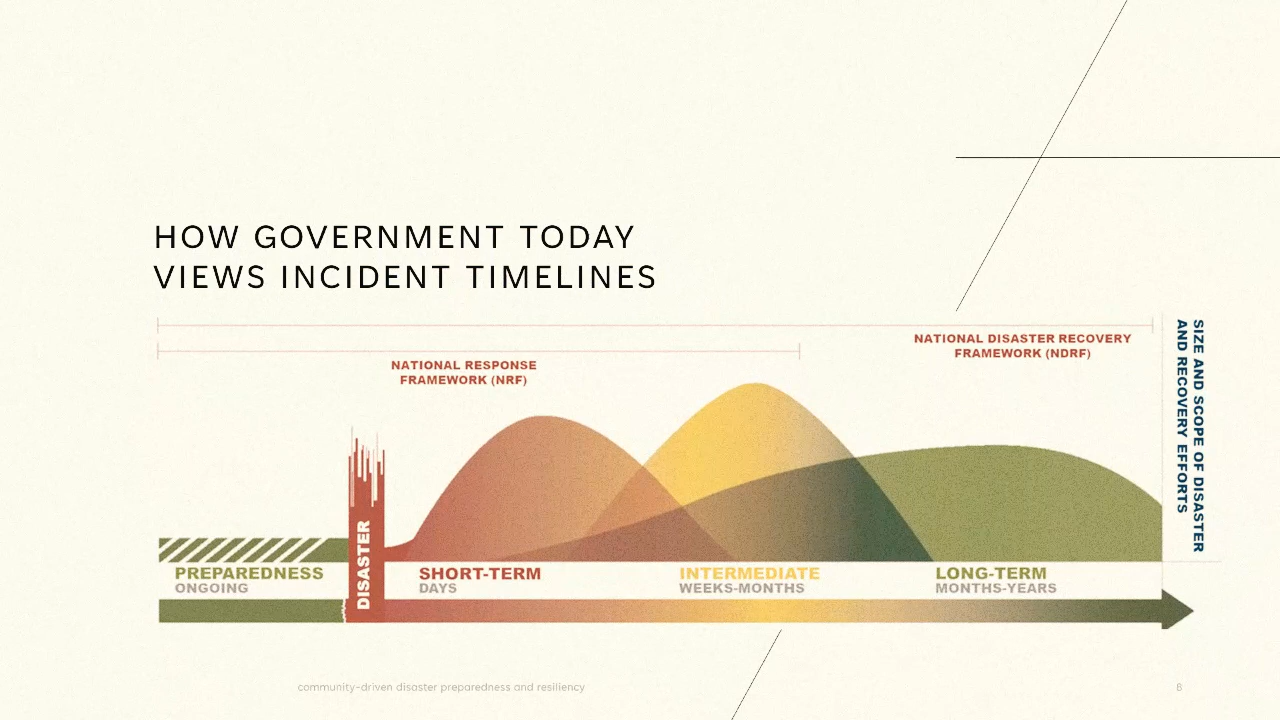 HOW GOVERNMENT TODAY
VIEWS INCIDENT TIMELINES
NATIONAL DISASTER RECOVERY
FRAMEWORK (NDRF)
NATIONAL RESPONSE
FRAMEWORK (NRF)
SIZE AND SCOPE OF DISASTER
AND RECOVERY EFFORTS
DISASTER
PREPAREDNESS
ONGOING
SHORT-TERM
DAYS
INTERMEDIATE
WEEKS-MONTHS
LONG-TERM
MONTHS-YEARS
community-driven disaster preparedness and resiliency
6